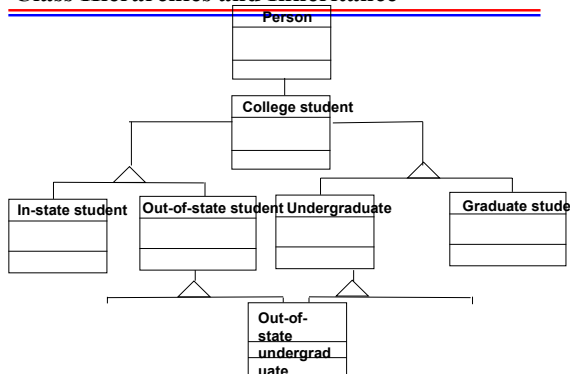 Class Hierarchies and Inheritance
Person
College student
In-state student
Out-of-state student
Undergraduate
Graduate stude
Out-of-
state
undergrad
uate